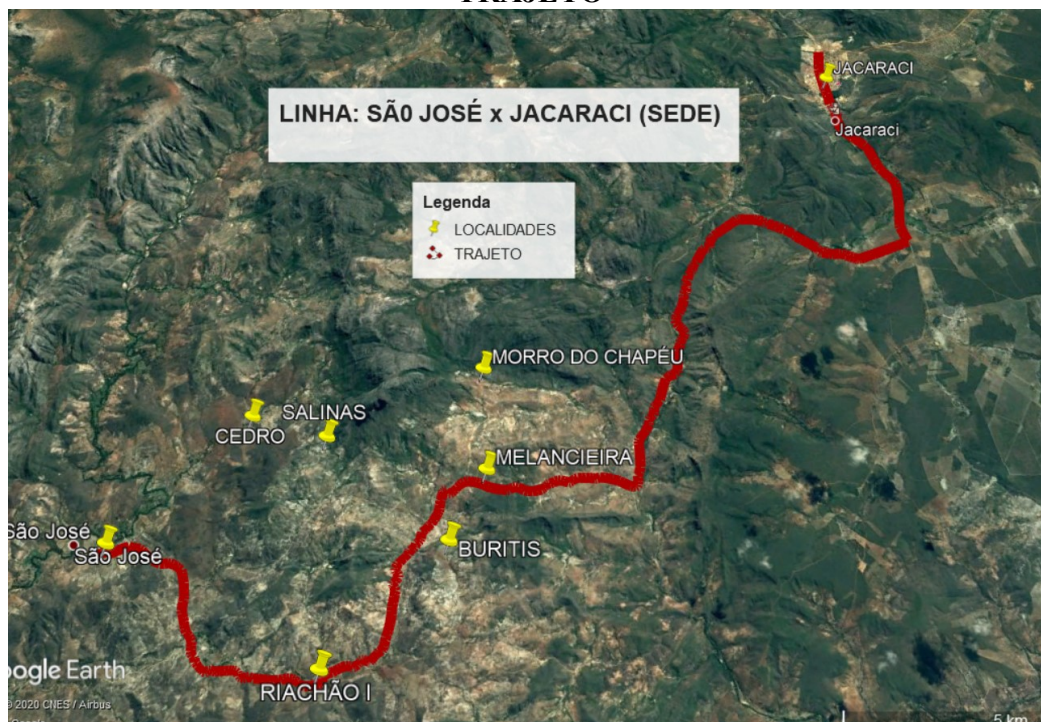 TRAJETO
JACARACI
LINHA: SÃ0 JOSÉ x JACARACI (SEDE)
Jacaraci
Legenda
LOCALIDADES
TRAJETO
MORRO DO CHAPÉU
SALINAS
CEDRO
MELANCIEIRA
São José
São José
BURITIS
RIACHÃO I
oogle Earth
2020 CNES / Airbus
5 km